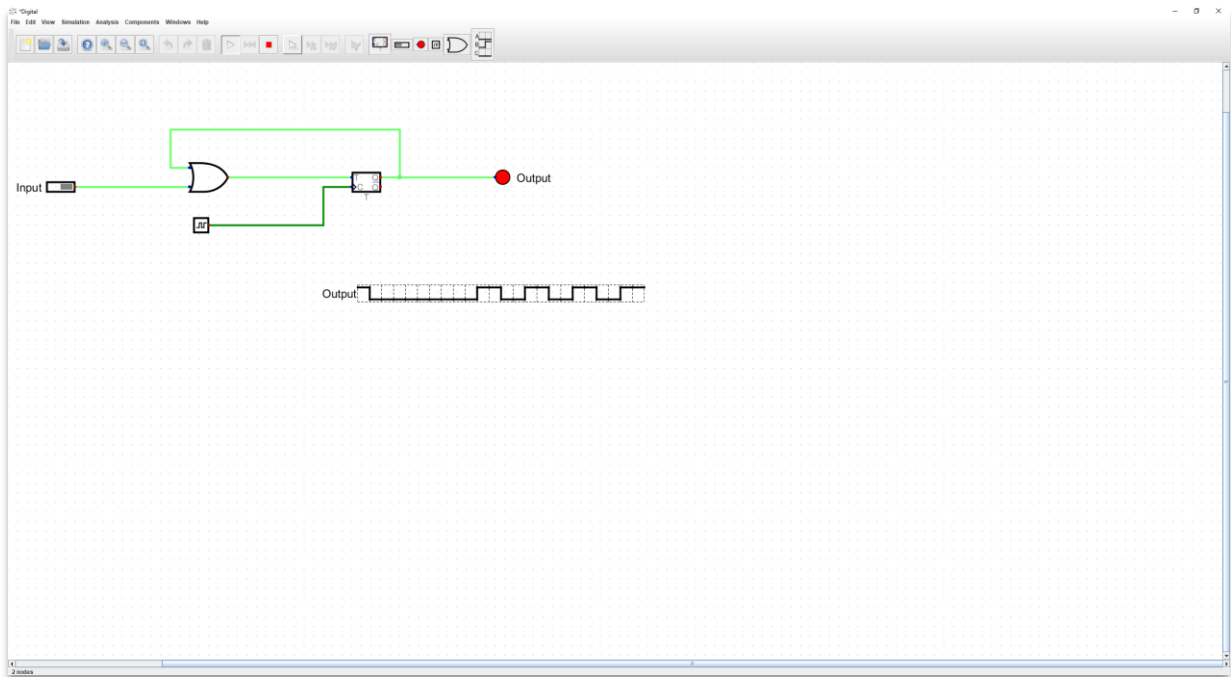 *Digital
File Edit View Simulation Analysis Components Windows Help
A
B
C
Input
T Q
C Q
T
Output
Output
2 nodes